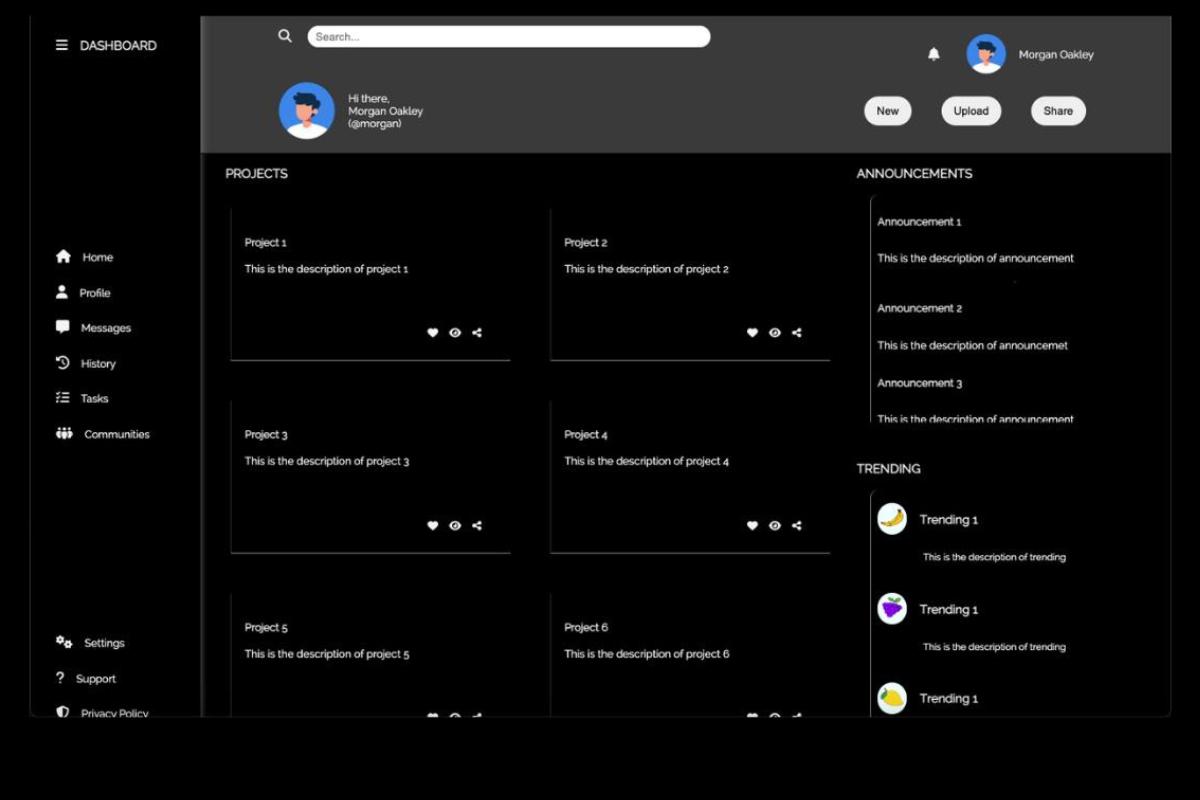 DASHBOARD
Search...
Morgan Oakley
Hi there,
Morgan Oakley
(@morgan)
New
Upload
Share
Home
Profile
Messages
History
Tasks
Communities
Settings
? Support
Privacy Policy
PROJECTS
Project 1
This is the description of project 1
Project 2
This is the description of project 2
Project 3
This is the description of project 3
Project 4
This is the description of project 4
Project 5
This is the description of project 5
Project 6
This is the description of project 6
ANNOUNCEMENTS
Announcement 1
This is the description of announcement
Announcement 2
This is the description of announcemet
Announcement 3
This is the description of announcement
TRENDING
Trending 1
This is the description of trending
Trending 1
This is the description of trending
Trending 1